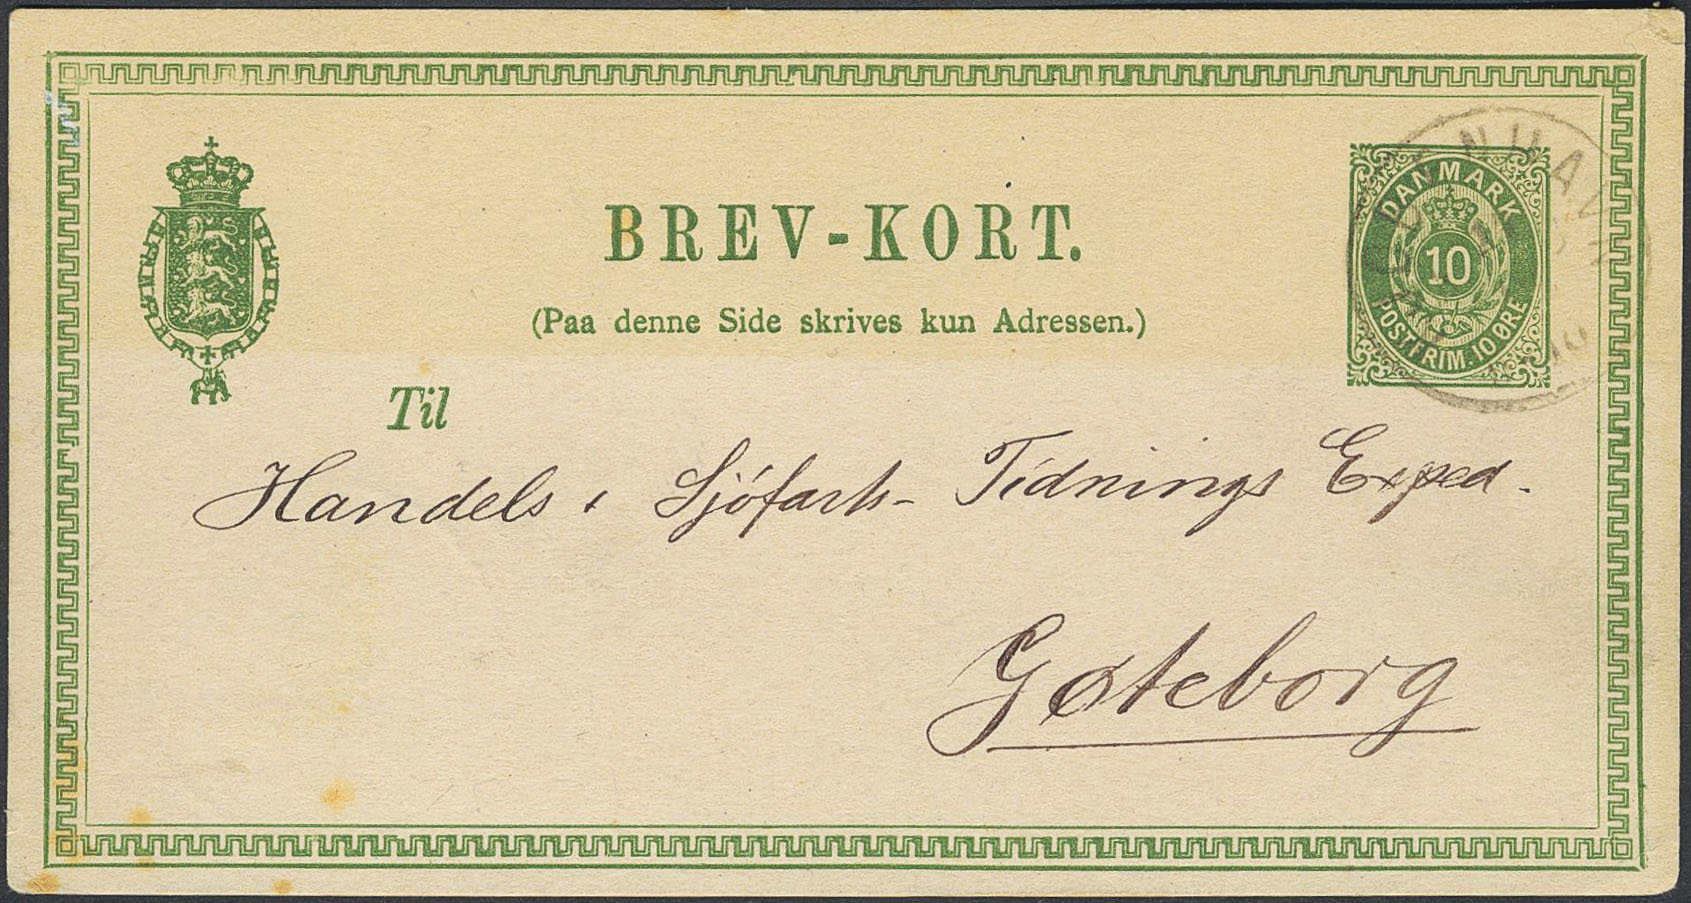 BREV-KORT.
(Paa denne Side skrives kun Adressen.)
DANMARK
10
POSTFRIM. 10 ØRE
Til
Handels & Sjöfarts- Tidnings Exped.
Gøteborg